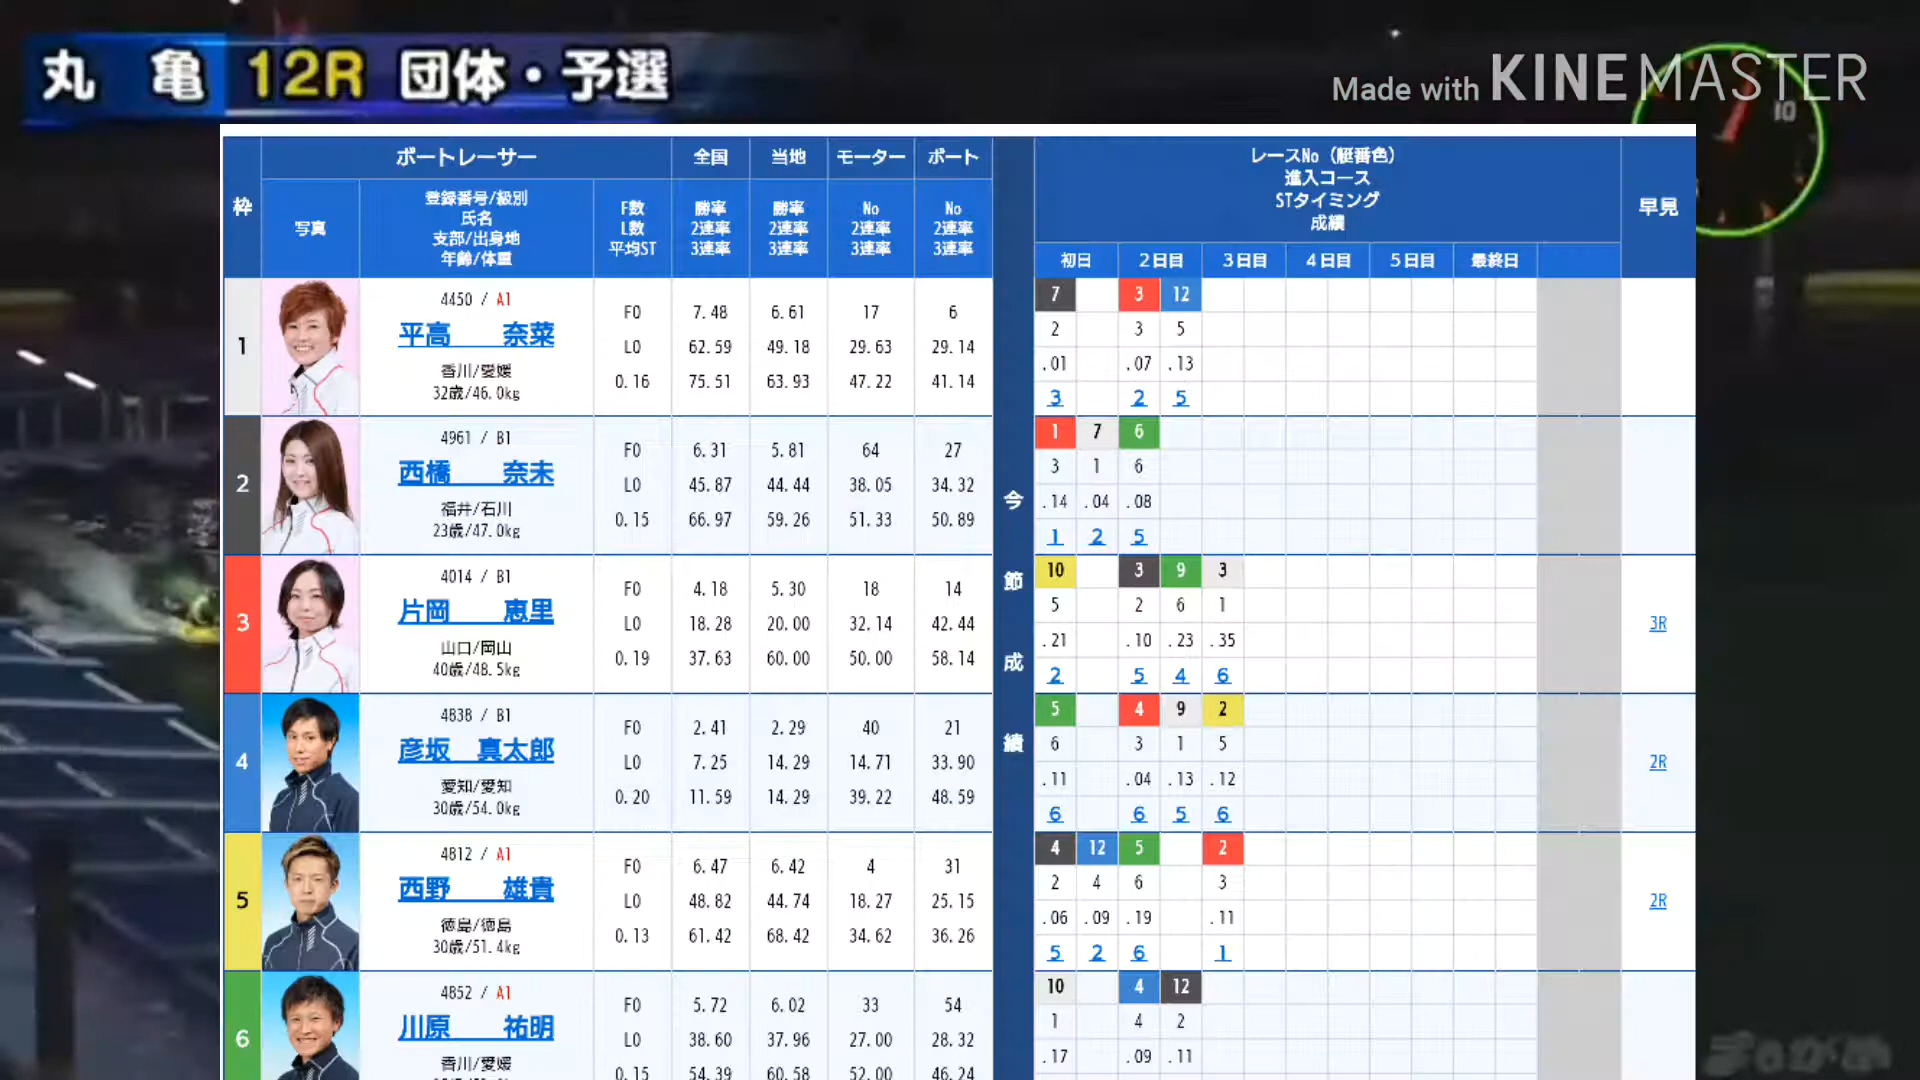 丸亀 12R 団体・予選
Made with KINEMASTER
10
枠 ボートレーサー 全国 当地 モーター ボート
写真 登録番号/級別 氏名 支部/出身地 年齢/体重
F数 L数 平均ST
勝率 2連率 3連率
勝率 2連率 3連率
No 2連率 3連率
No 2連率 3連率
レースNo（艇番色）
進入コース
STタイミング
成績
早見
初日 2日目 3日目 4日目 5日目 最終日
今節成績
1
4450 / A1
平高 奈菜
香川/愛媛
32歳/46.0kg
F0 7.48 6.61 17 6
L0 62.59 49.18 29.63 29.14
0.16 75.51 63.93 47.22 41.14
7 3 12
2 3 5
.01 .07 .13
3 2 5
2
4961 / B1
西橋 奈未
福井/石川
23歳/47.0kg
F0 6.31 5.81 64 27
L0 45.87 44.44 38.05 34.32
0.15 66.97 59.26 51.33 50.89
1 7 6
3 1 6
.14 .04 .08
1 2 5
3
4014 / B1
片岡 恵里
山口/岡山
40歳/48.5kg
F0 4.18 5.30 18 14
L0 18.28 20.00 32.14 42.44
0.19 37.63 60.00 50.00 58.14
10 3 9 3
5 2 6 1
.21 .10 .23 .35
2 5 4 6
3R
4
4838 / B1
彦坂 真太郎
愛知/愛知
30歳/54.0kg
F0 2.41 2.29 40 21
L0 7.25 14.29 14.71 33.90
0.20 11.59 14.29 39.22 48.59
5 4 9 2
6 3 1 5
.11 .04 .13 .12
6 6 5 6
2R
5
4812 / A1
西野 雄貴
徳島/徳島
30歳/51.4kg
F0 6.47 6.42 4 31
L0 48.82 44.74 18.27 25.15
0.13 61.42 68.42 34.62 36.26
4 12 5 2
2 4 6 3
.06 .09 .19 .11
5 2 6 1
2R
6
4852 / A1
川原 祐明
香川/愛媛
F0 5.72 6.02 33 54
L0 38.60 37.96 27.00 28.32
0.15 54.39 60.58 52.00 46.24
10 4 12
1 4 2
.17 .09 .11